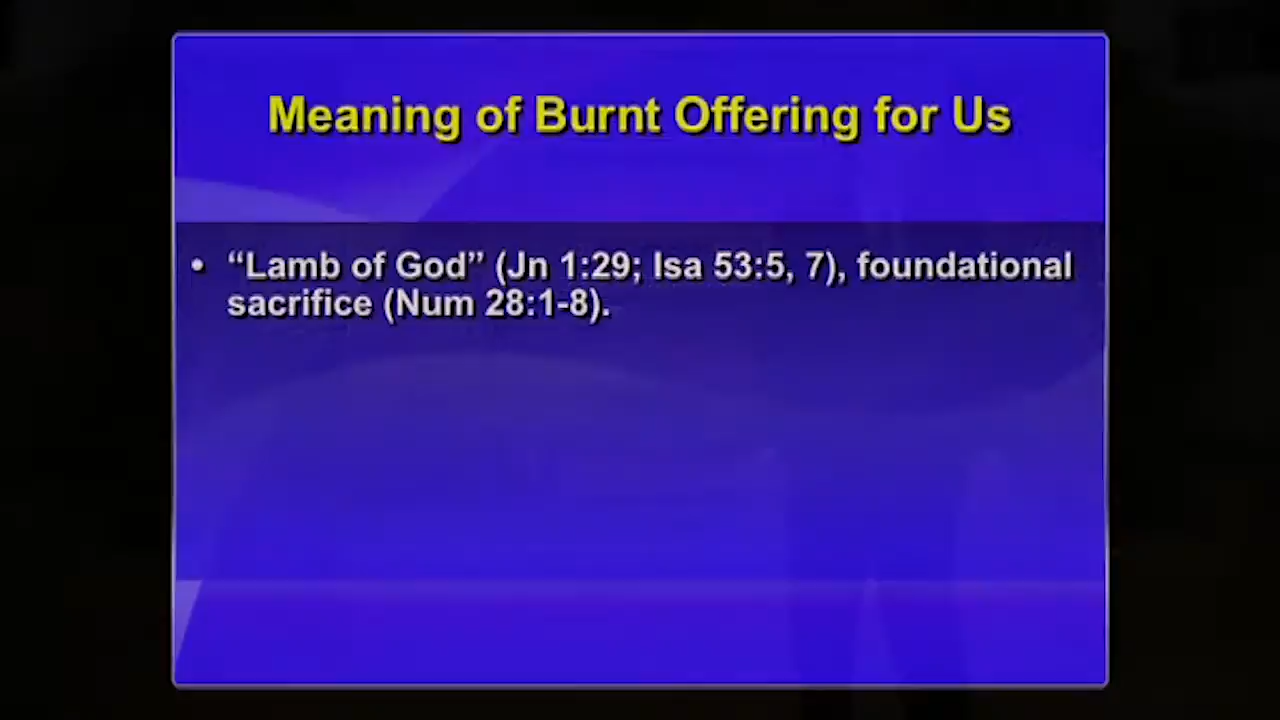 Meaning of Burnt Offering for Us
• “Lamb of God” (Jn 1:29; Isa 53:5, 7), foundational
sacrifice (Num 28:1-8).